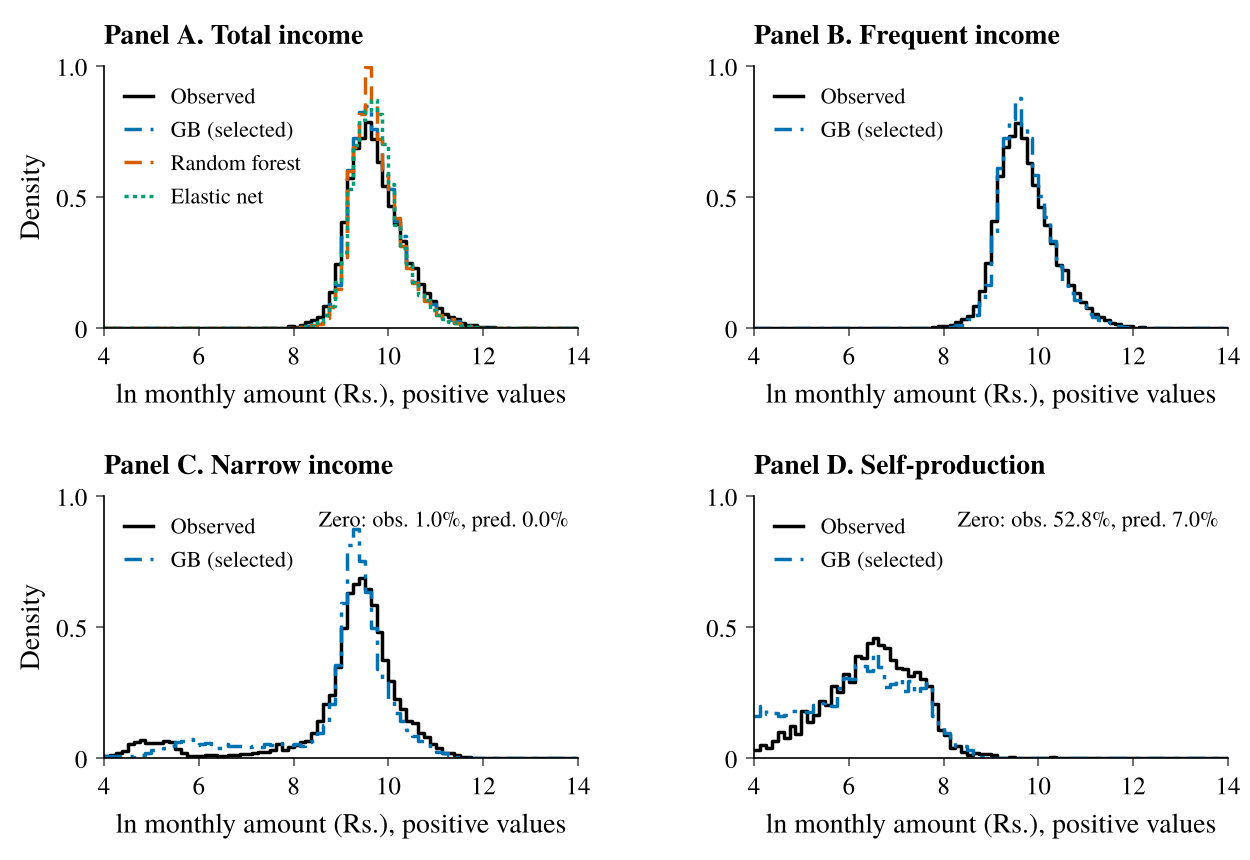 Panel A. Total income
1.0
0.5
0
Density
Observed
GB (selected)
Random forest
Elastic net
4 6 8 10 12 14
ln monthly amount (Rs.), positive values
Panel B. Frequent income
1.0
0.5
0
Observed
GB (selected)
4 6 8 10 12 14
ln monthly amount (Rs.), positive values
Panel C. Narrow income
1.0
0.5
0
Density
Observed
GB (selected)
Zero: obs. 1.0%, pred. 0.0%
4 6 8 10 12 14
ln monthly amount (Rs.), positive values
Panel D. Self-production
1.0
0.5
0
Observed
GB (selected)
Zero: obs. 52.8%, pred. 7.0%
4 6 8 10 12 14
ln monthly amount (Rs.), positive values